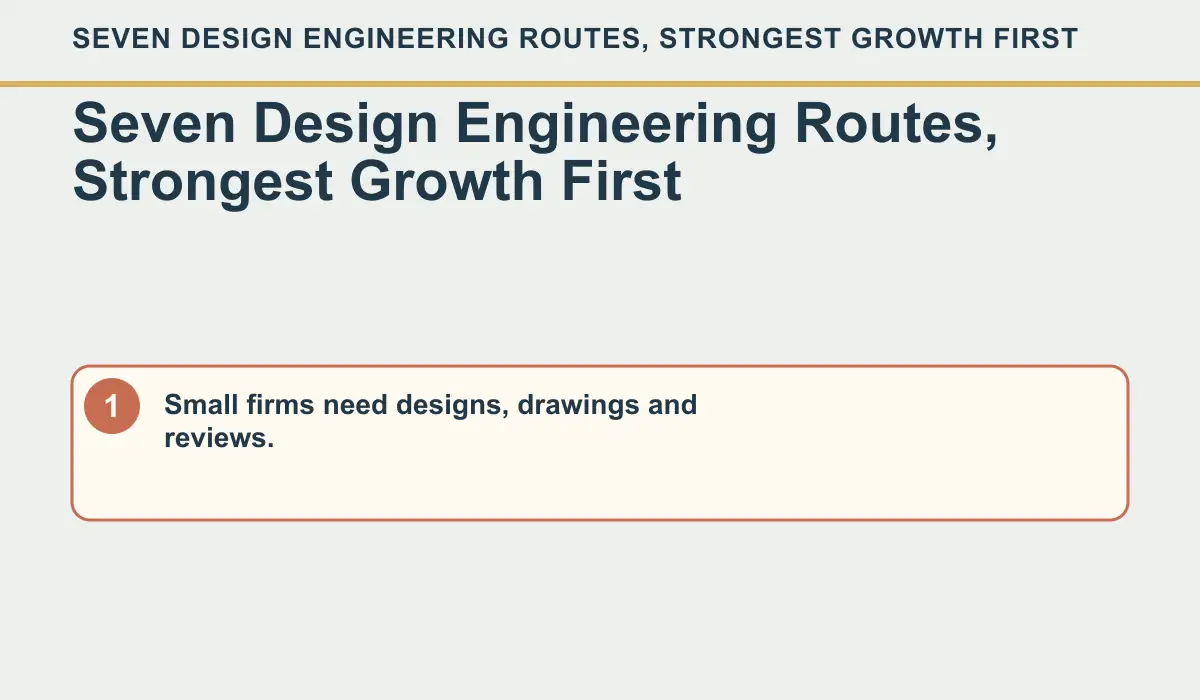 SEVEN DESIGN ENGINEERING ROUTES, STRONGEST GROWTH FIRST
Seven Design Engineering Routes,
Strongest Growth First
1
Small firms need designs, drawings and
reviews.